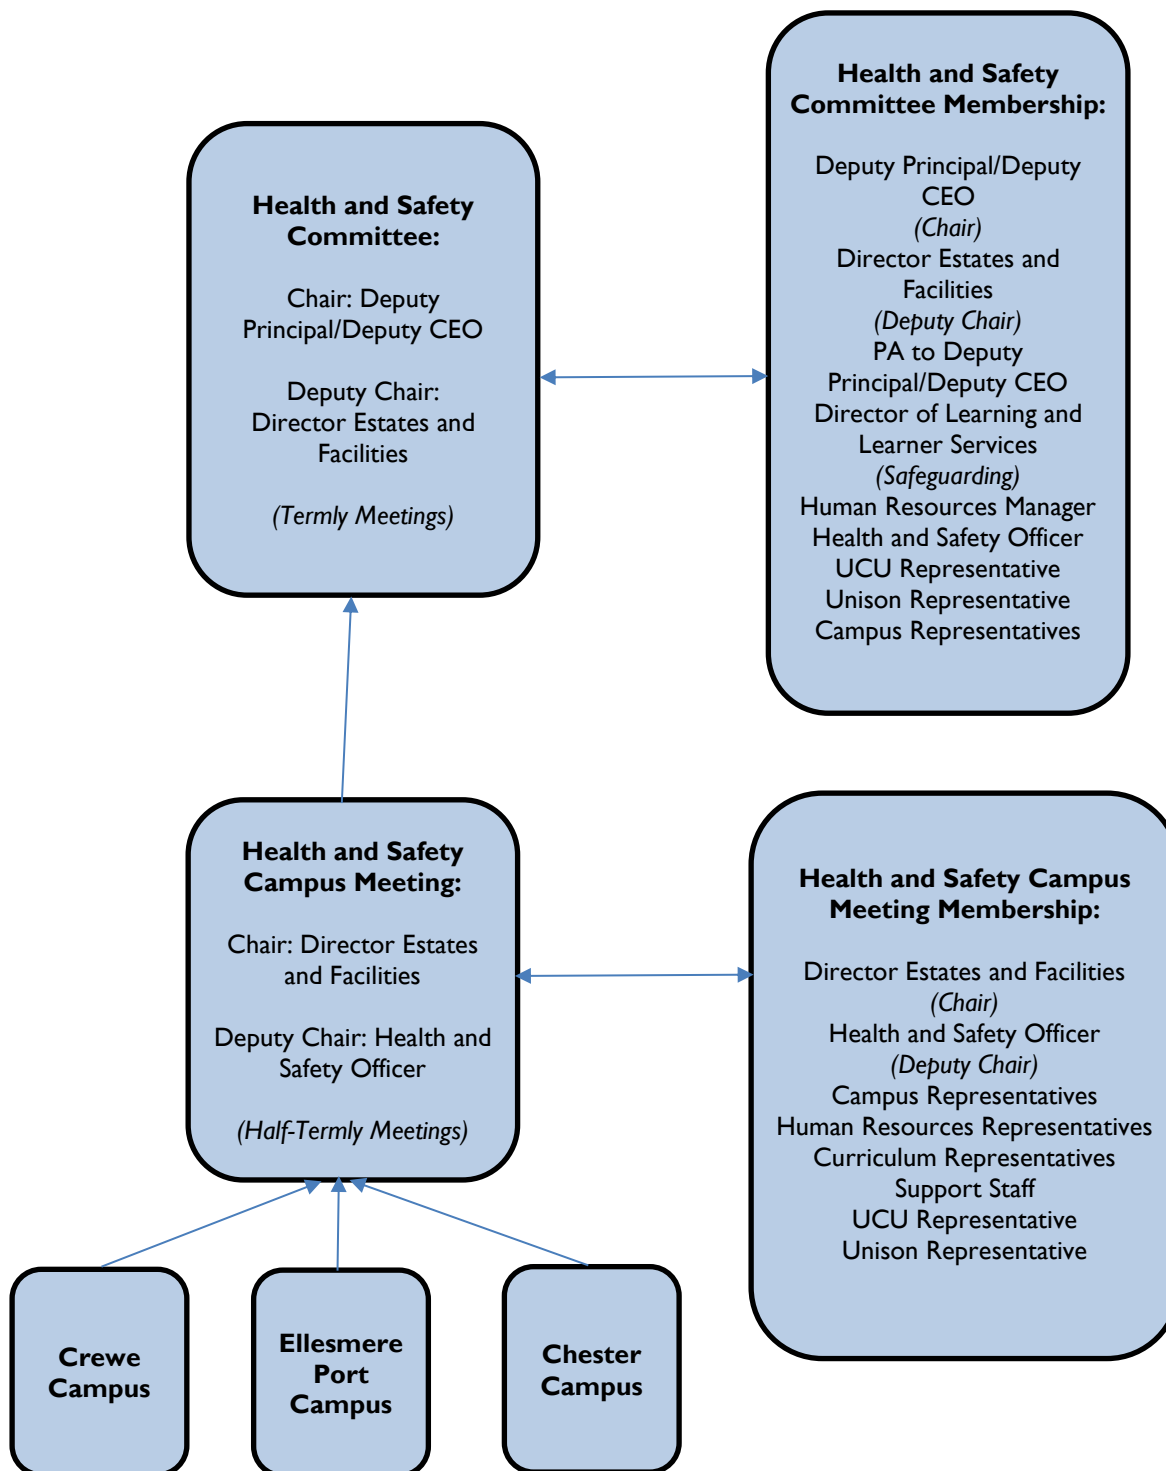 Health and Safety
Committee Membership:
Deputy Principal/Deputy
CEO
(Chair)
Director Estates and
Facilities
(Deputy Chair)
PA to Deputy
Principal/Deputy CEO
Director of Learning and
Learner Services
(Safeguarding)
Human Resources Manager
Health and Safety Officer
UCU Representative
Unison Representative
Campus Representatives
Health and Safety
Committee:
Chair: Deputy
Principal/Deputy CEO
Deputy Chair:
Director Estates and
Facilities
(Termly Meetings)
Health and Safety
Campus Meeting:
Chair: Director Estates
and Facilities
Deputy Chair: Health and
Safety Officer
(Half-Termly Meetings)
Health and Safety Campus
Meeting Membership:
Director Estates and Facilities
(Chair)
Health and Safety Officer
(Deputy Chair)
Campus Representatives
Human Resources Representatives
Curriculum Representatives
Support Staff
UCU Representative
Unison Representative
Crewe
Campus
Ellesmere
Port
Campus
Chester
Campus